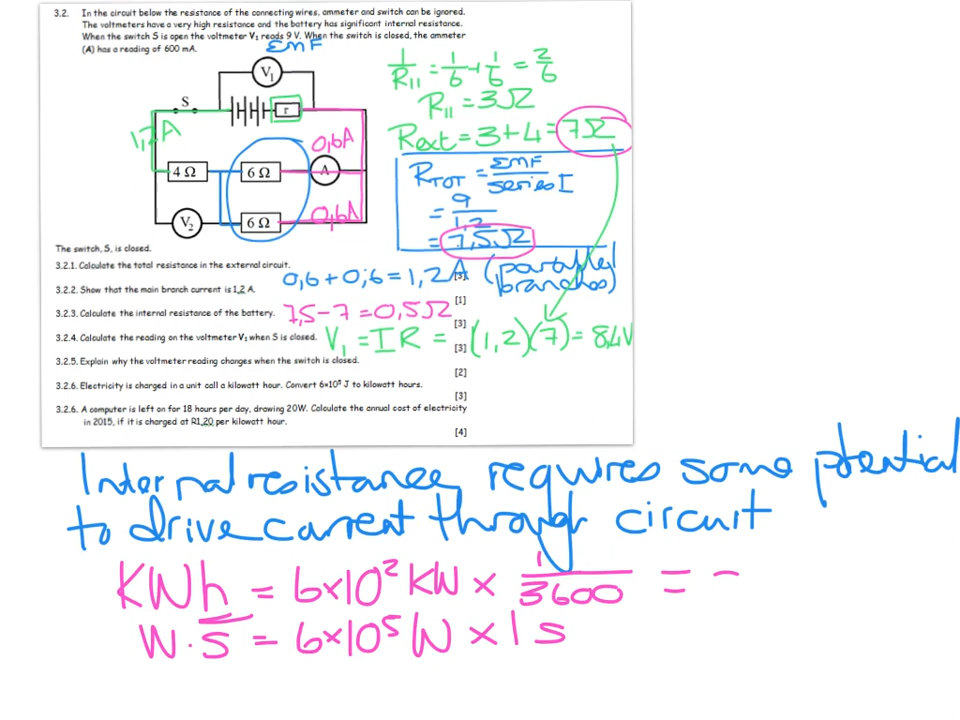 3.2. In the circuit below the resistance of the connecting wires, ammeter and switch can be ignored.
The voltmeters have a very high resistance and the battery has significant internal resistance.
When the switch S is open the voltmeter V₁ reads 9 V. When the switch is closed, the ammeter
(A) has a reading of 600 mA.
EMF
V₁
S
r
1,2A
0,6A
4 Ω
6 Ω
A
0,6A
V₂
6 Ω
1/R11 = 1/6 + 1/6 = 2/6
R11 = 3Ω
Rext = 3+4 = 7Ω
RTOT = EMF/series I
= 9/1,2
= 7,5Ω
The switch, S, is closed.
3.2.1. Calculate the total resistance in the external circuit.
[3]
0,6 + 0,6 = 1,2A (parallel branches)
3.2.2. Show that the main branch current is 1,2 A.
[1]
3.2.3. Calculate the internal resistance of the battery. 7,5-7 = 0,5Ω
[3]
3.2.4. Calculate the reading on the voltmeter V₁ when S is closed. V₁ = IR = (1,2)(7) = 8,4V
[3]
3.2.5. Explain why the voltmeter reading changes when the switch is closed.
[2]
3.2.6. Electricity is charged in a unit call a kilowatt hour. Convert 6×10⁵ J to kilowatt hours.
[3]
3.2.6. A computer is left on for 18 hours per day, drawing 20W. Calculate the annual cost of electricity
in 2015, if it is charged at R1,20 per kilowatt hour.
[4]
Internal resistance requires some potential
to drive current through circuit
KWh = 6×10² KW × 1/3600 =
W·S = 6×10⁵ W × 1s